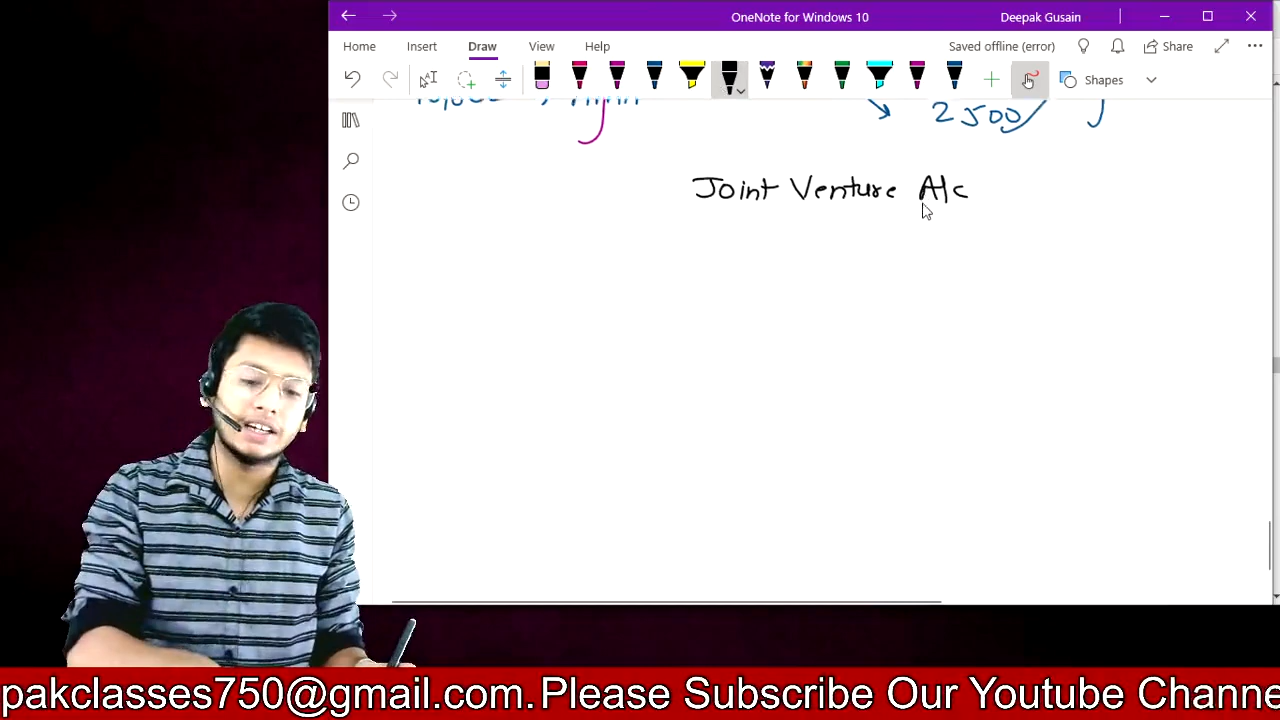 OneNote for Windows 10
Deepak Gusain
Home Insert Draw View Help
Saved offline (error)
Share
Shapes
2500
Joint Venture A/c
pakclasses750@gmail.com. Please Subscribe Our Youtube Channe